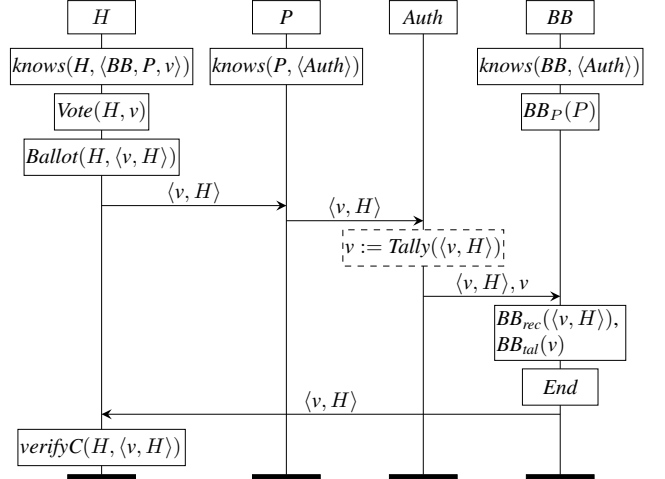 H P Auth BB
knows(H, ⟨BB, P, v⟩) knows(P, ⟨Auth⟩) knows(BB, ⟨Auth⟩)
Vote(H, v) BB_P(P)
Ballot(H, ⟨v, H⟩)
⟨v, H⟩
⟨v, H⟩
v := Tally(⟨v, H⟩)
⟨v, H⟩, v
BB_rec(⟨v, H⟩),
BB_tal(v)
End
⟨v, H⟩
verifyC(H, ⟨v, H⟩)